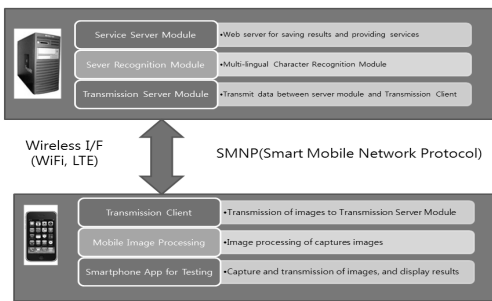 Service Server Module
•Web server for saving results and providing services
Sever Recognition Module
•Multi-lingual Character Recognition Module
Transmission Server Module
•Transmit data between server module and Transmission Client
Wireless I/F
(WiFi, LTE)
SMNP(Smart Mobile Network Protocol)
Transmission Client
•Transmission of images to Transmission Server Module
Mobile Image Processing
•Image processing of captures images
Smartphone App for Testing
•Capture and transmission of images, and display results